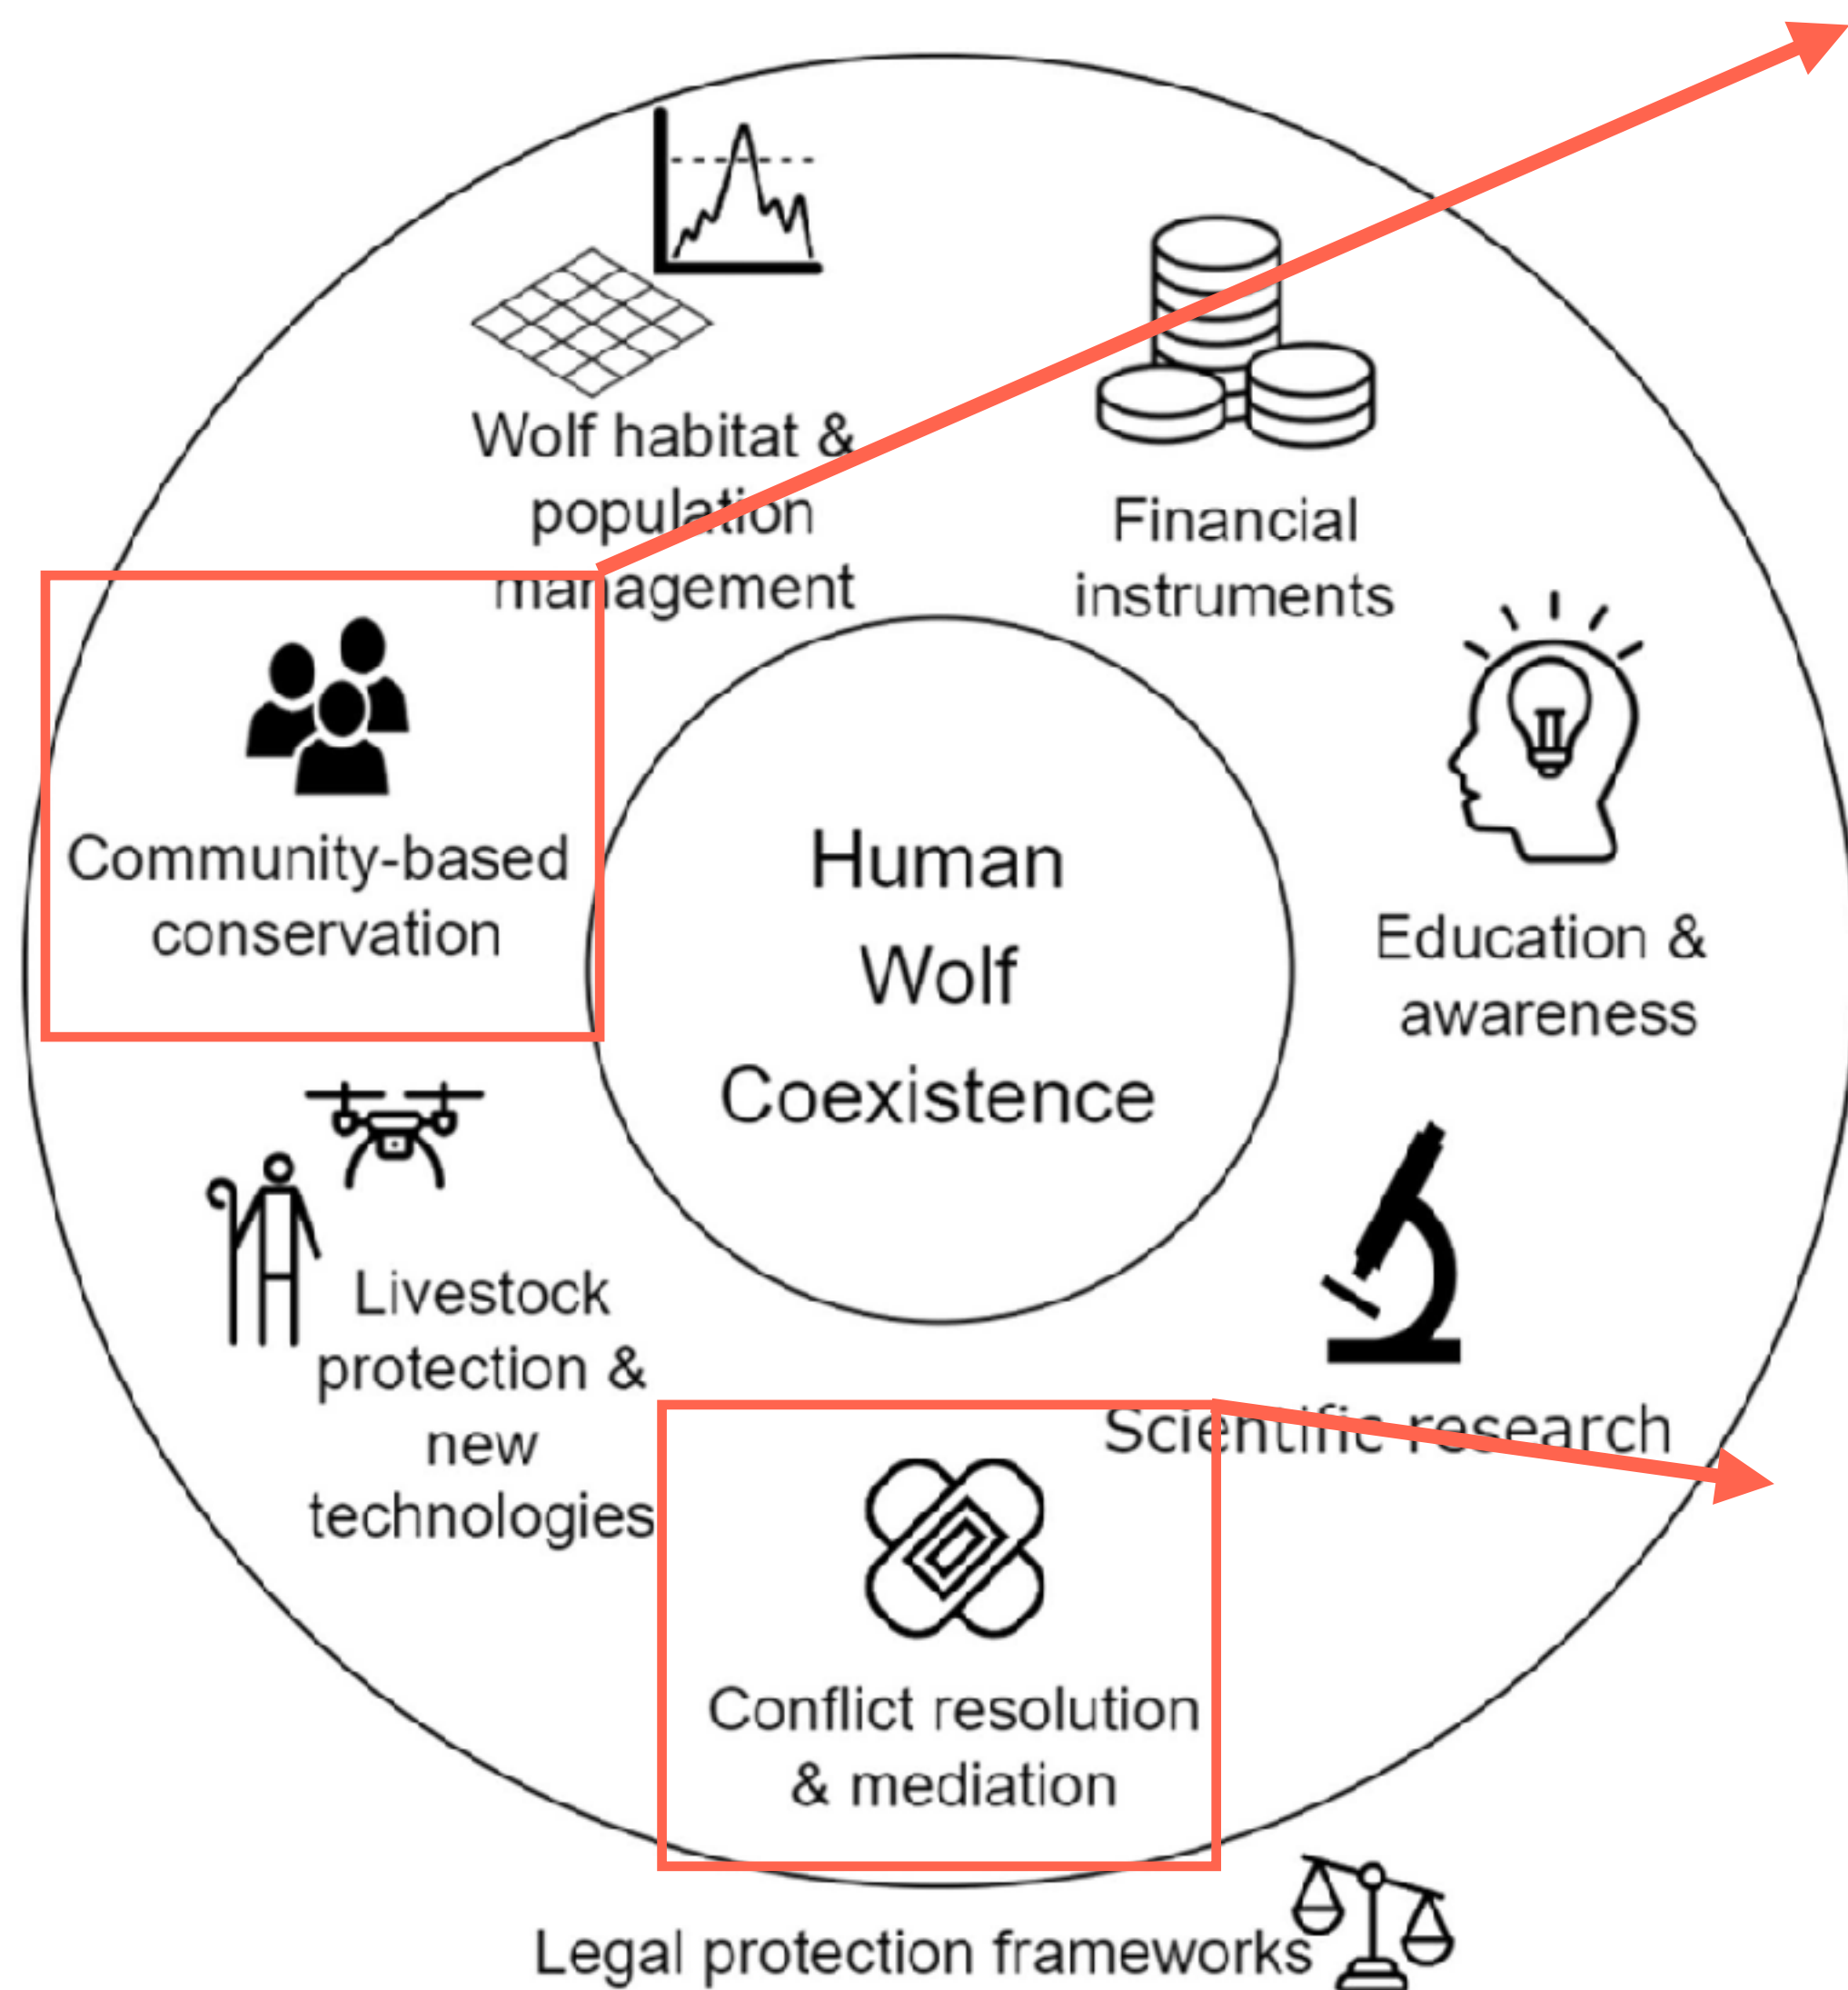 Wolf habitat &
population
management
Financial
instruments
Community-based
conservation
Human
Wolf
Coexistence
Education &
awareness
Livestock
protection &
new
technologies
Scientific research
Conflict resolution
& mediation
Legal protection frameworks